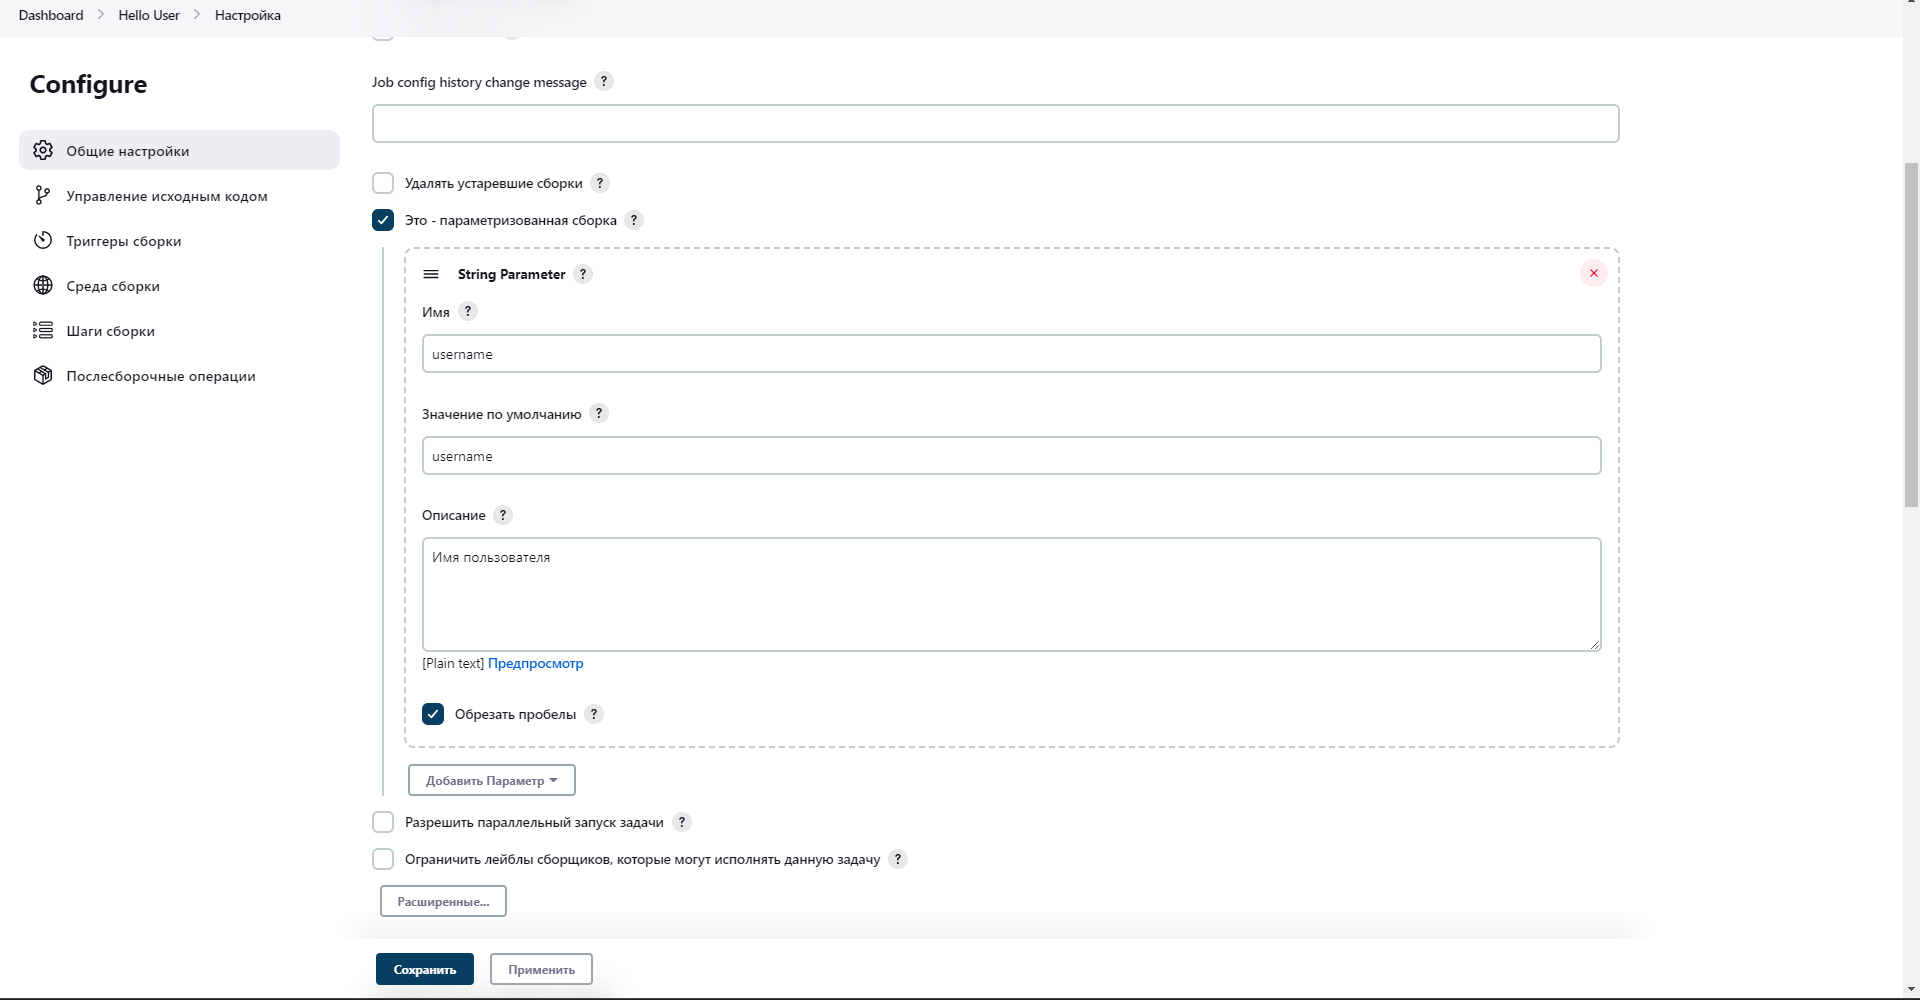 Dashboard > Hello User > Настройка
Configure
Общие настройки
Управление исходным кодом
Триггеры сборки
Среда сборки
Шаги сборки
Послесборочные операции
Job config history change message ?
Удалять устаревшие сборки ?
Это - параметризованная сборка ?
String Parameter ?
Имя ?
username
Значение по умолчанию ?
username
Описание ?
Имя пользователя
[Plain text] Предпросмотр
Обрезать пробелы ?
Добавить Параметр
Разрешить параллельный запуск задачи ?
Ограничить лейблы сборщиков, которые могут исполнять данную задачу ?
Расширенные...
Сохранить
Применить